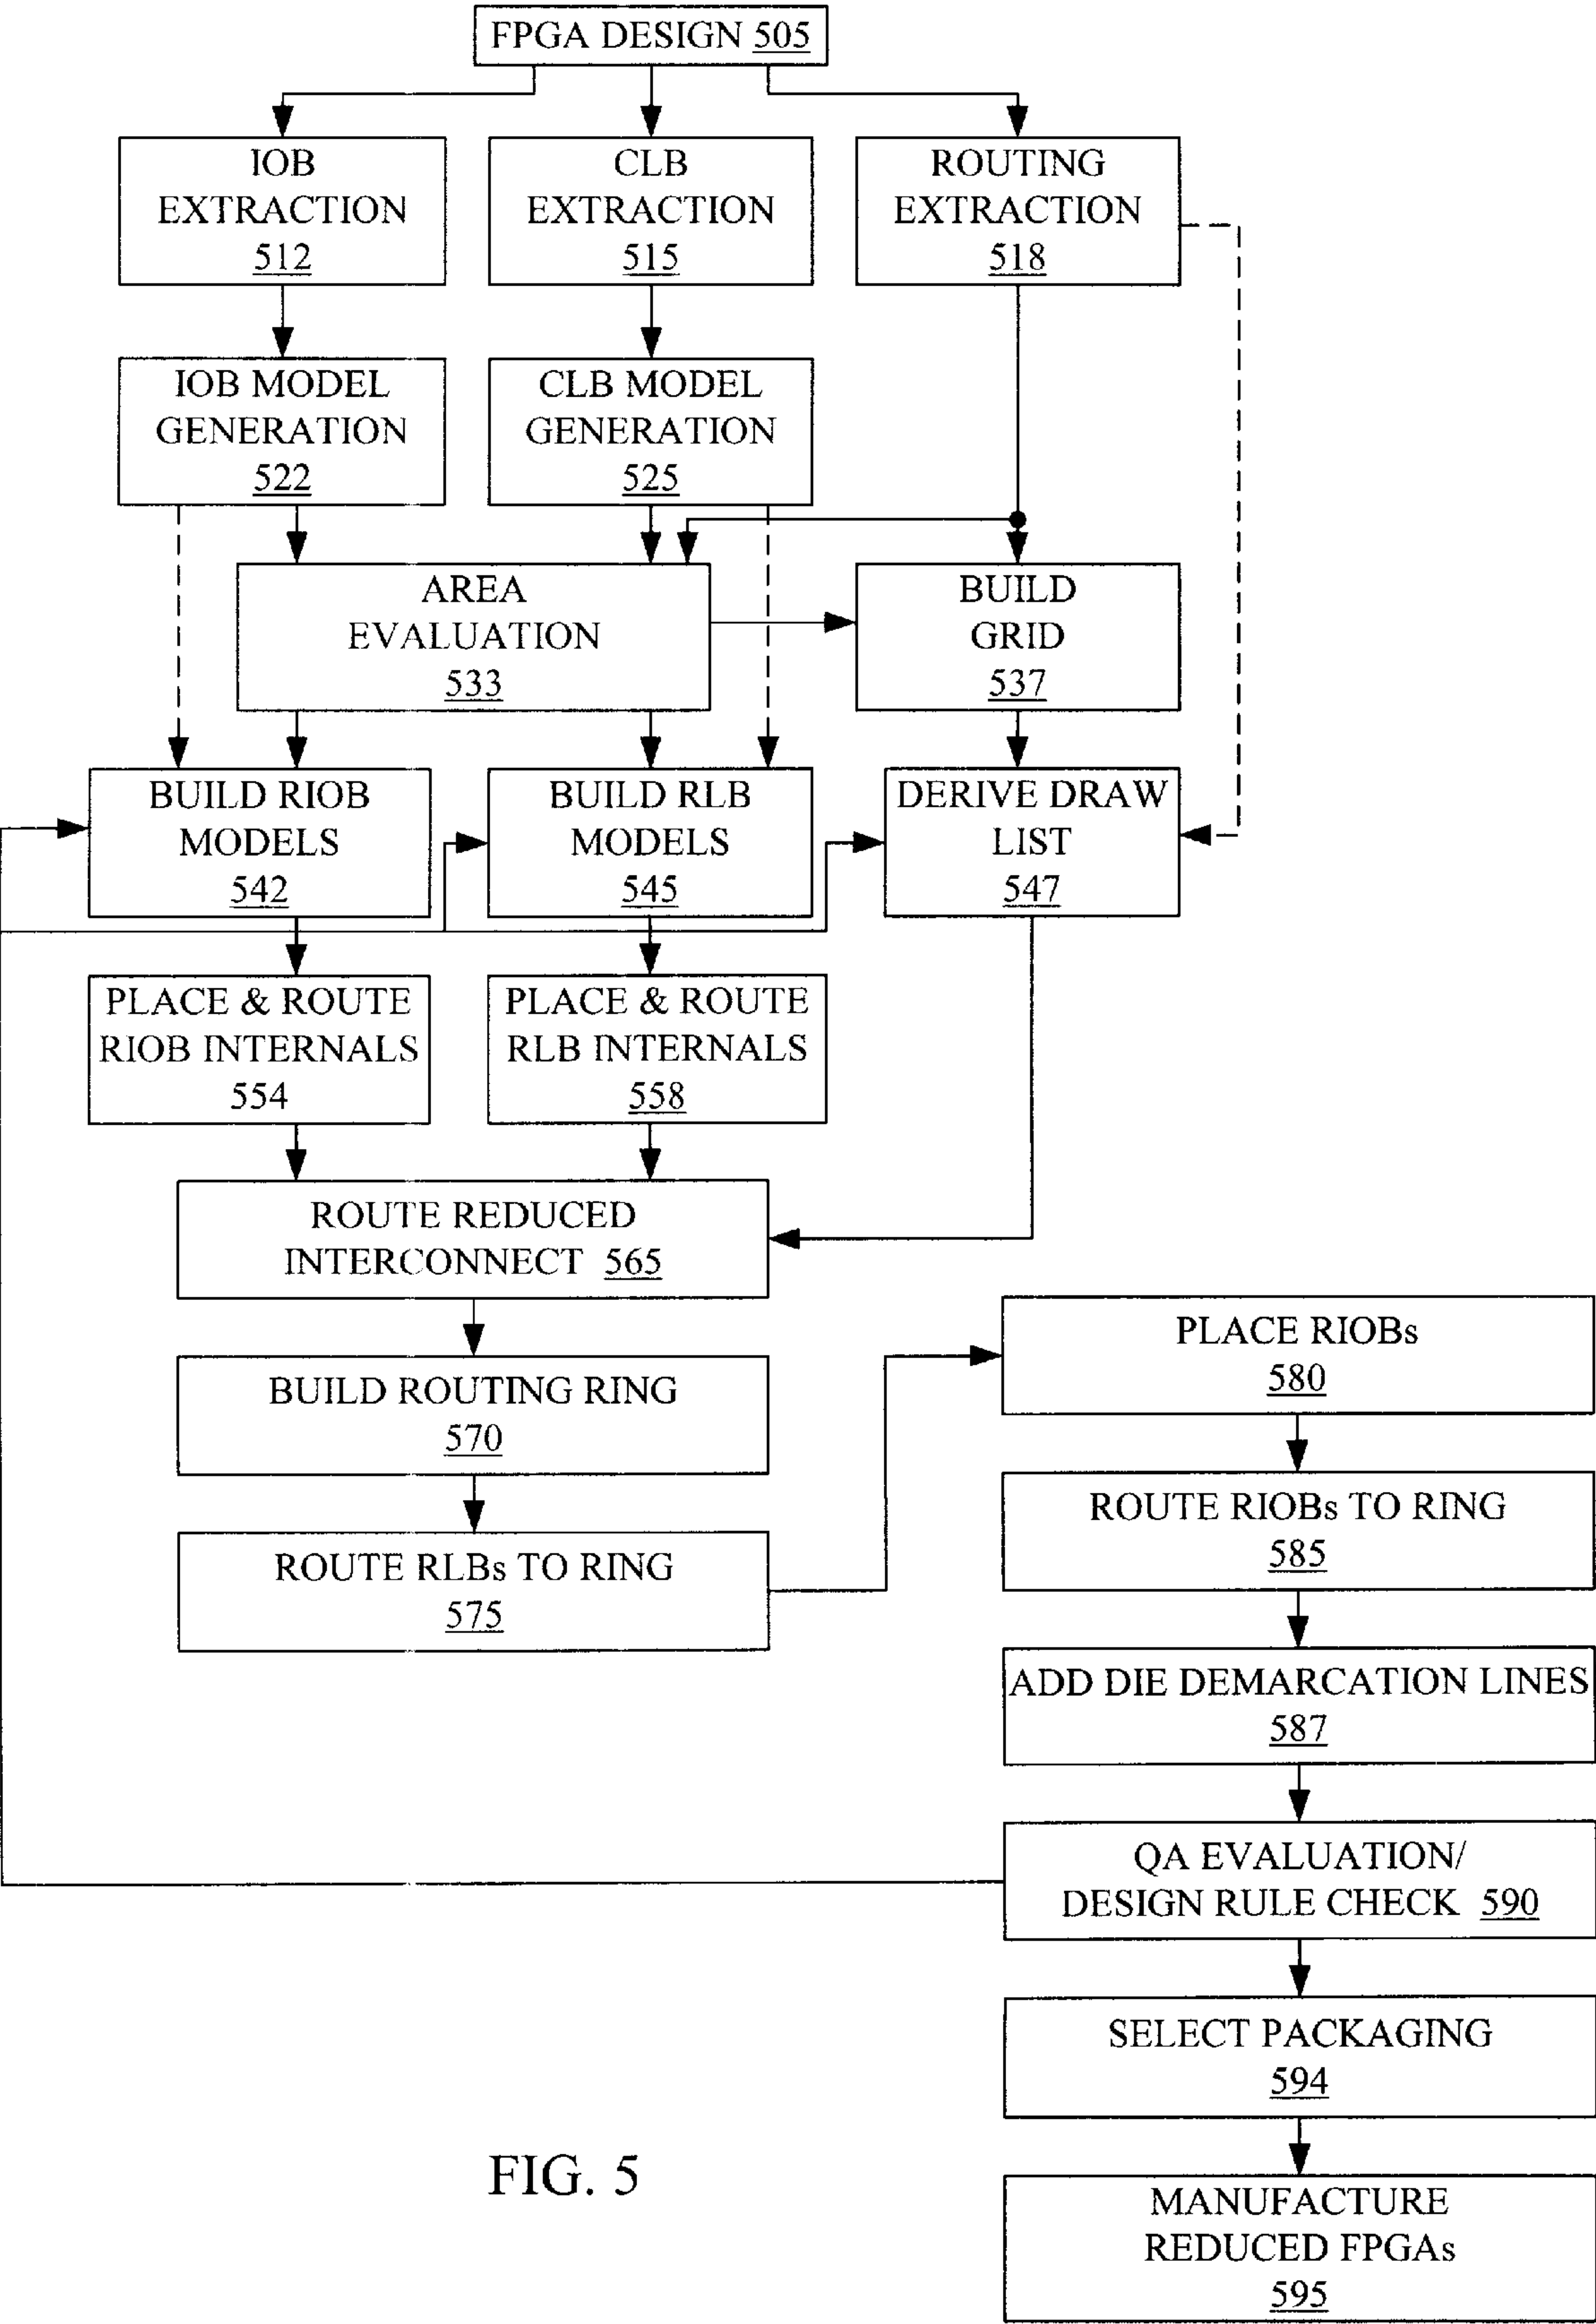 FPGA DESIGN 505
IOB
EXTRACTION
512
CLB
EXTRACTION
515
ROUTING
EXTRACTION
518
IOB MODEL
GENERATION
522
CLB MODEL
GENERATION
525
AREA
EVALUATION
533
BUILD
GRID
537
BUILD RIOB
MODELS
542
BUILD RLB
MODELS
545
DERIVE DRAW
LIST
547
PLACE & ROUTE
RIOB INTERNALS
554
PLACE & ROUTE
RLB INTERNALS
558
ROUTE REDUCED
INTERCONNECT 565
BUILD ROUTING RING
570
ROUTE RLBs TO RING
575
PLACE RIOBs
580
ROUTE RIOBs TO RING
585
ADD DIE DEMARCATION LINES
587
QA EVALUATION/
DESIGN RULE CHECK 590
SELECT PACKAGING
594
MANUFACTURE
REDUCED FPGAs
595
FIG. 5